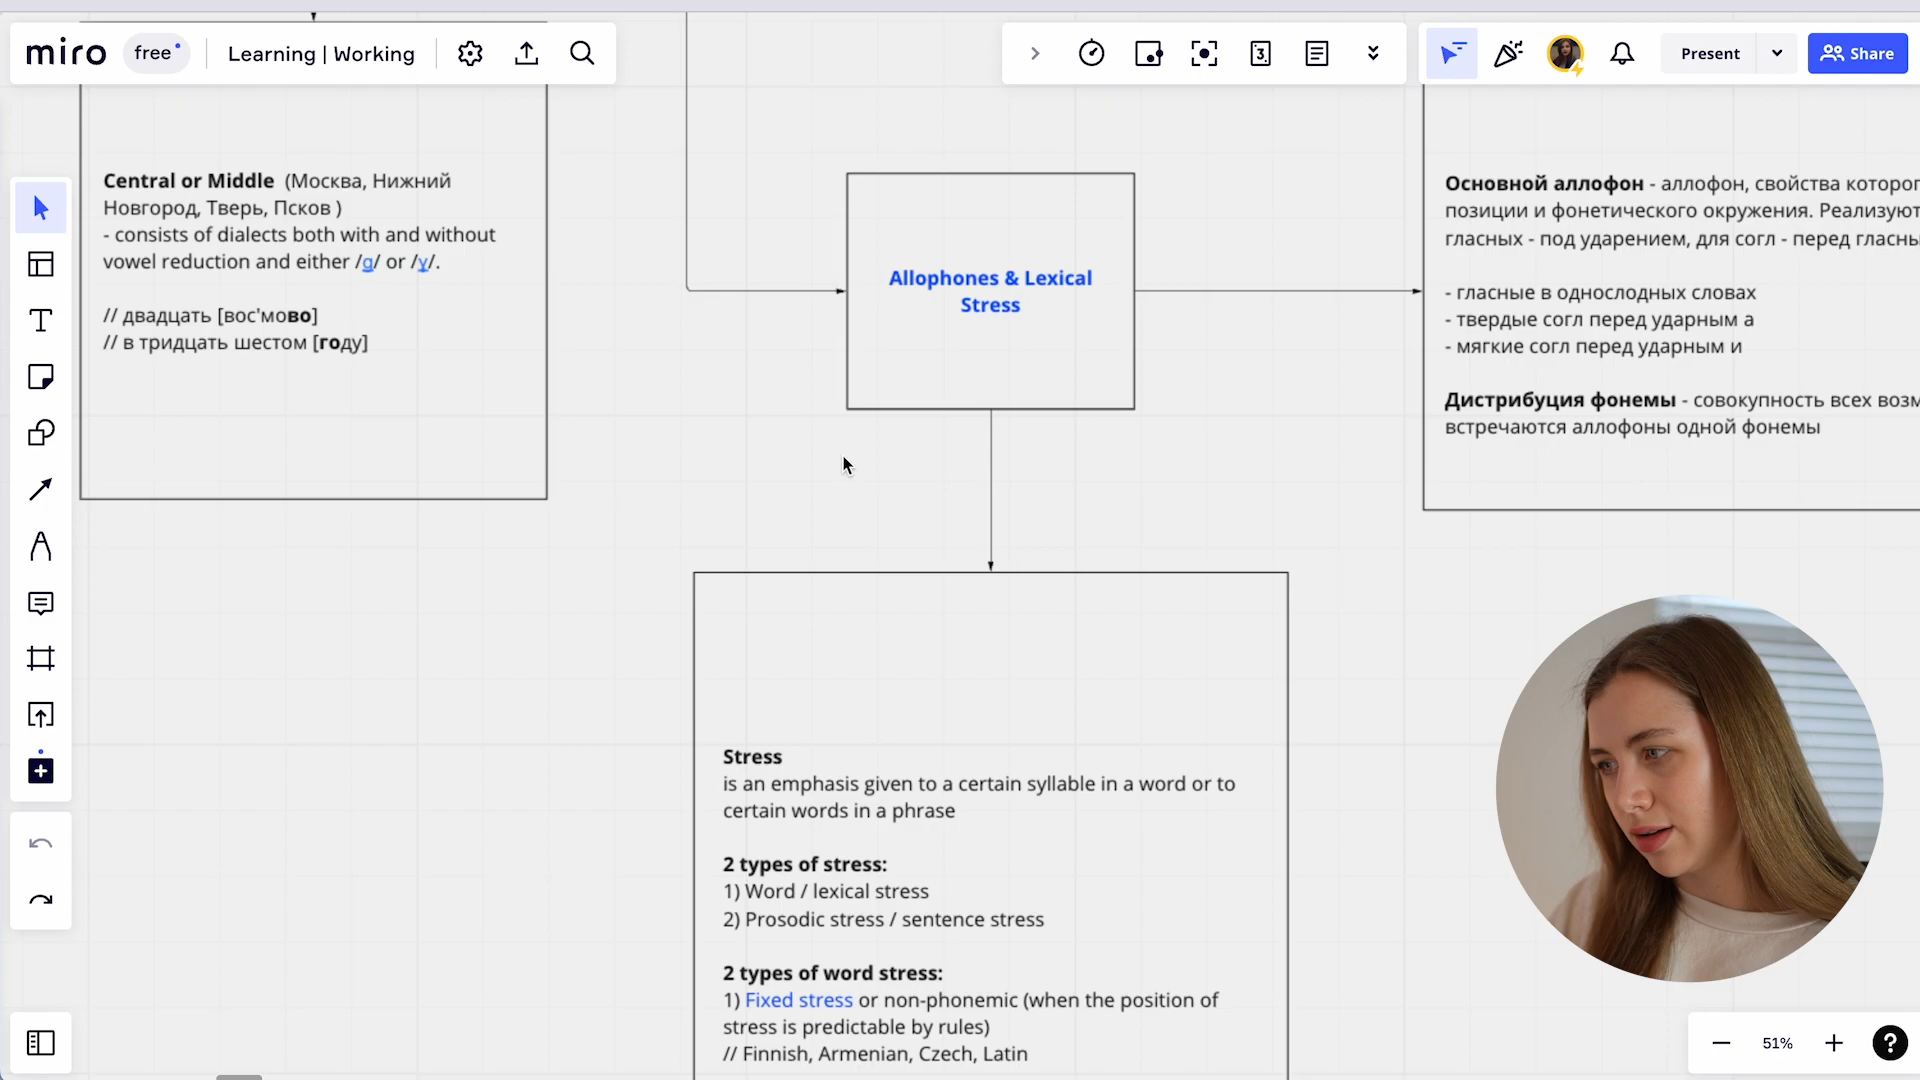 miro
free
Learning | Working
3
Present
Share
Central or Middle (Москва, Нижний
Новгород, Тверь, Псков )
- consists of dialects both with and without
vowel reduction and either /g/ or /ɣ/.
// двадцать [вос'мово]
// в тридцать шестом [году]
Allophones & Lexical
Stress
Основной аллофон - аллофон, свойства
позиции и фонетического окружения.
гласных - под ударением, для согл - перед
- гласные в однослодных словах
- твердые согл перед ударным а
- мягкие согл перед ударным и
Дистрибуция фонемы - совокупность всех
встречаются аллофоны одной фонемы
Stress
is an emphasis given to a certain syllable in a word or to
certain words in a phrase
2 types of stress:
1) Word / lexical stress
2) Prosodic stress / sentence stress
2 types of word stress:
1) Fixed stress or non-phonemic (when the position of
stress is predictable by rules)
// Finnish, Armenian, Czech, Latin
51%